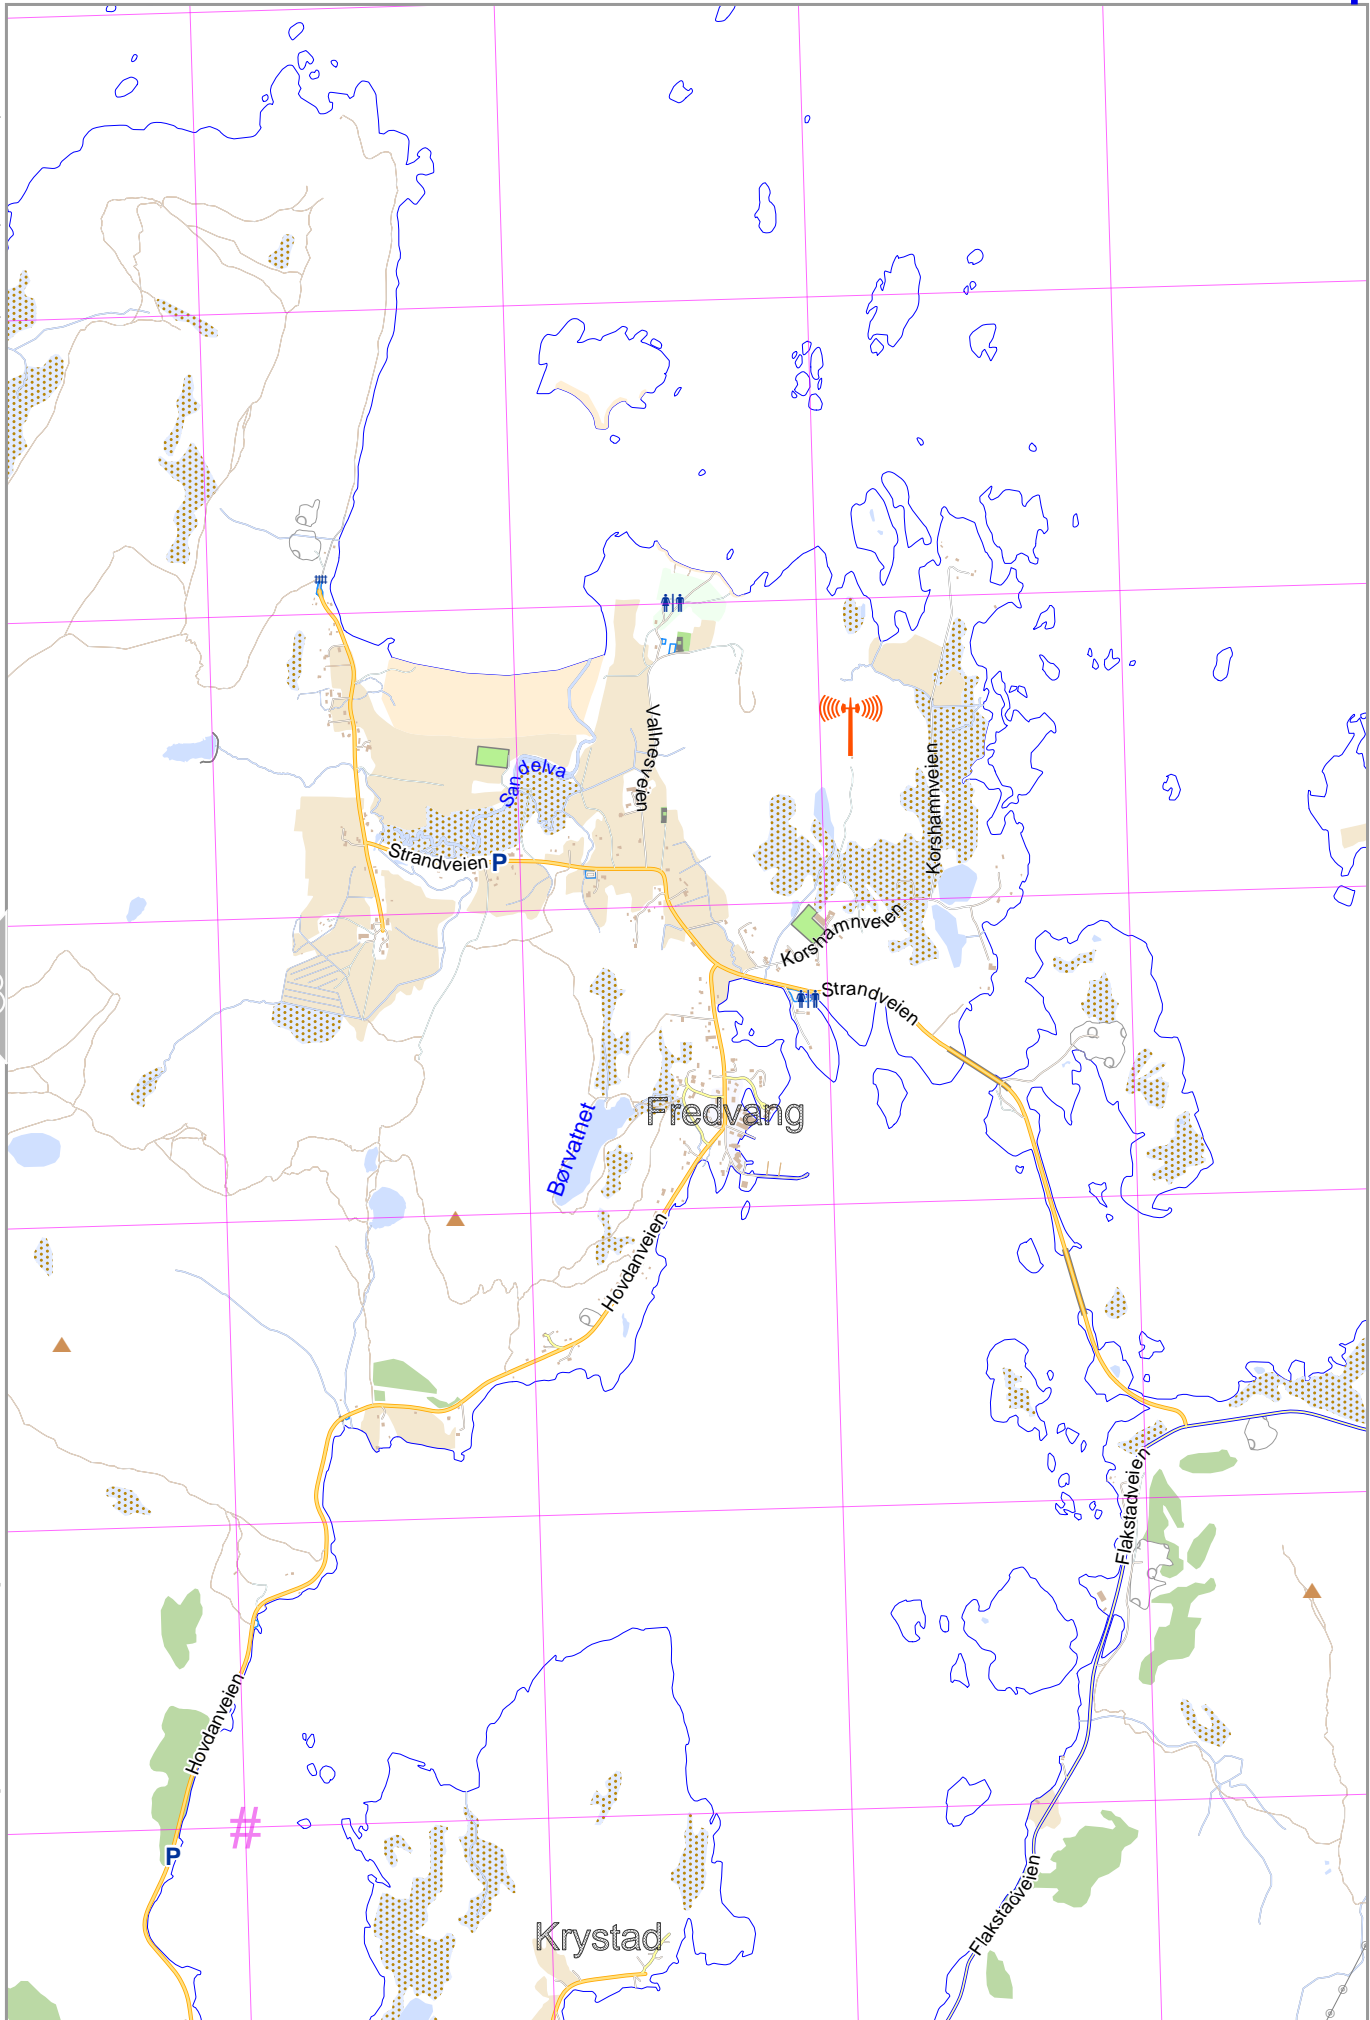 Vallnesveien
Sandelva
Korshamnveien
Strandveien
P
Korshamnveien
Strandveien
Børvatnet
Fredvang
Hovdanveien
Flakstadveien
Hovdanveien
#
P
Flakstadveien
Krystad